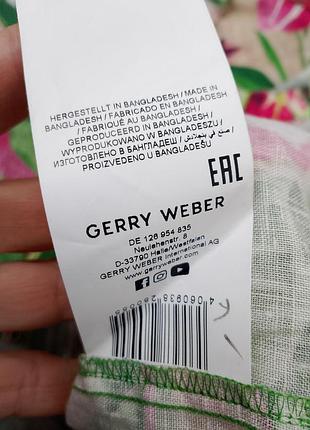 HERGESTELLT IN BANGLADESH / MADE IN
BANGLADESH / FABRICADO EN BANGLADESH
/ FABRIQUÉ AU BANGLADESH /
GEPRODUCEERD IN BANGLADESH /
WYPRODUKOWANO W BANGLADESZU /
صنع في بنجلاديش /
ИЗГОТОВЛЕНО В БАНГЛАДЕШ /
PROIZVEDENO U BANGLADEŠU
EAC
GERRY WEBER
DE 128 954 835
Neulehenstr. 8
D-33790 Halle/Westfalen
GERRY WEBER International AG
www.gerryweber.com